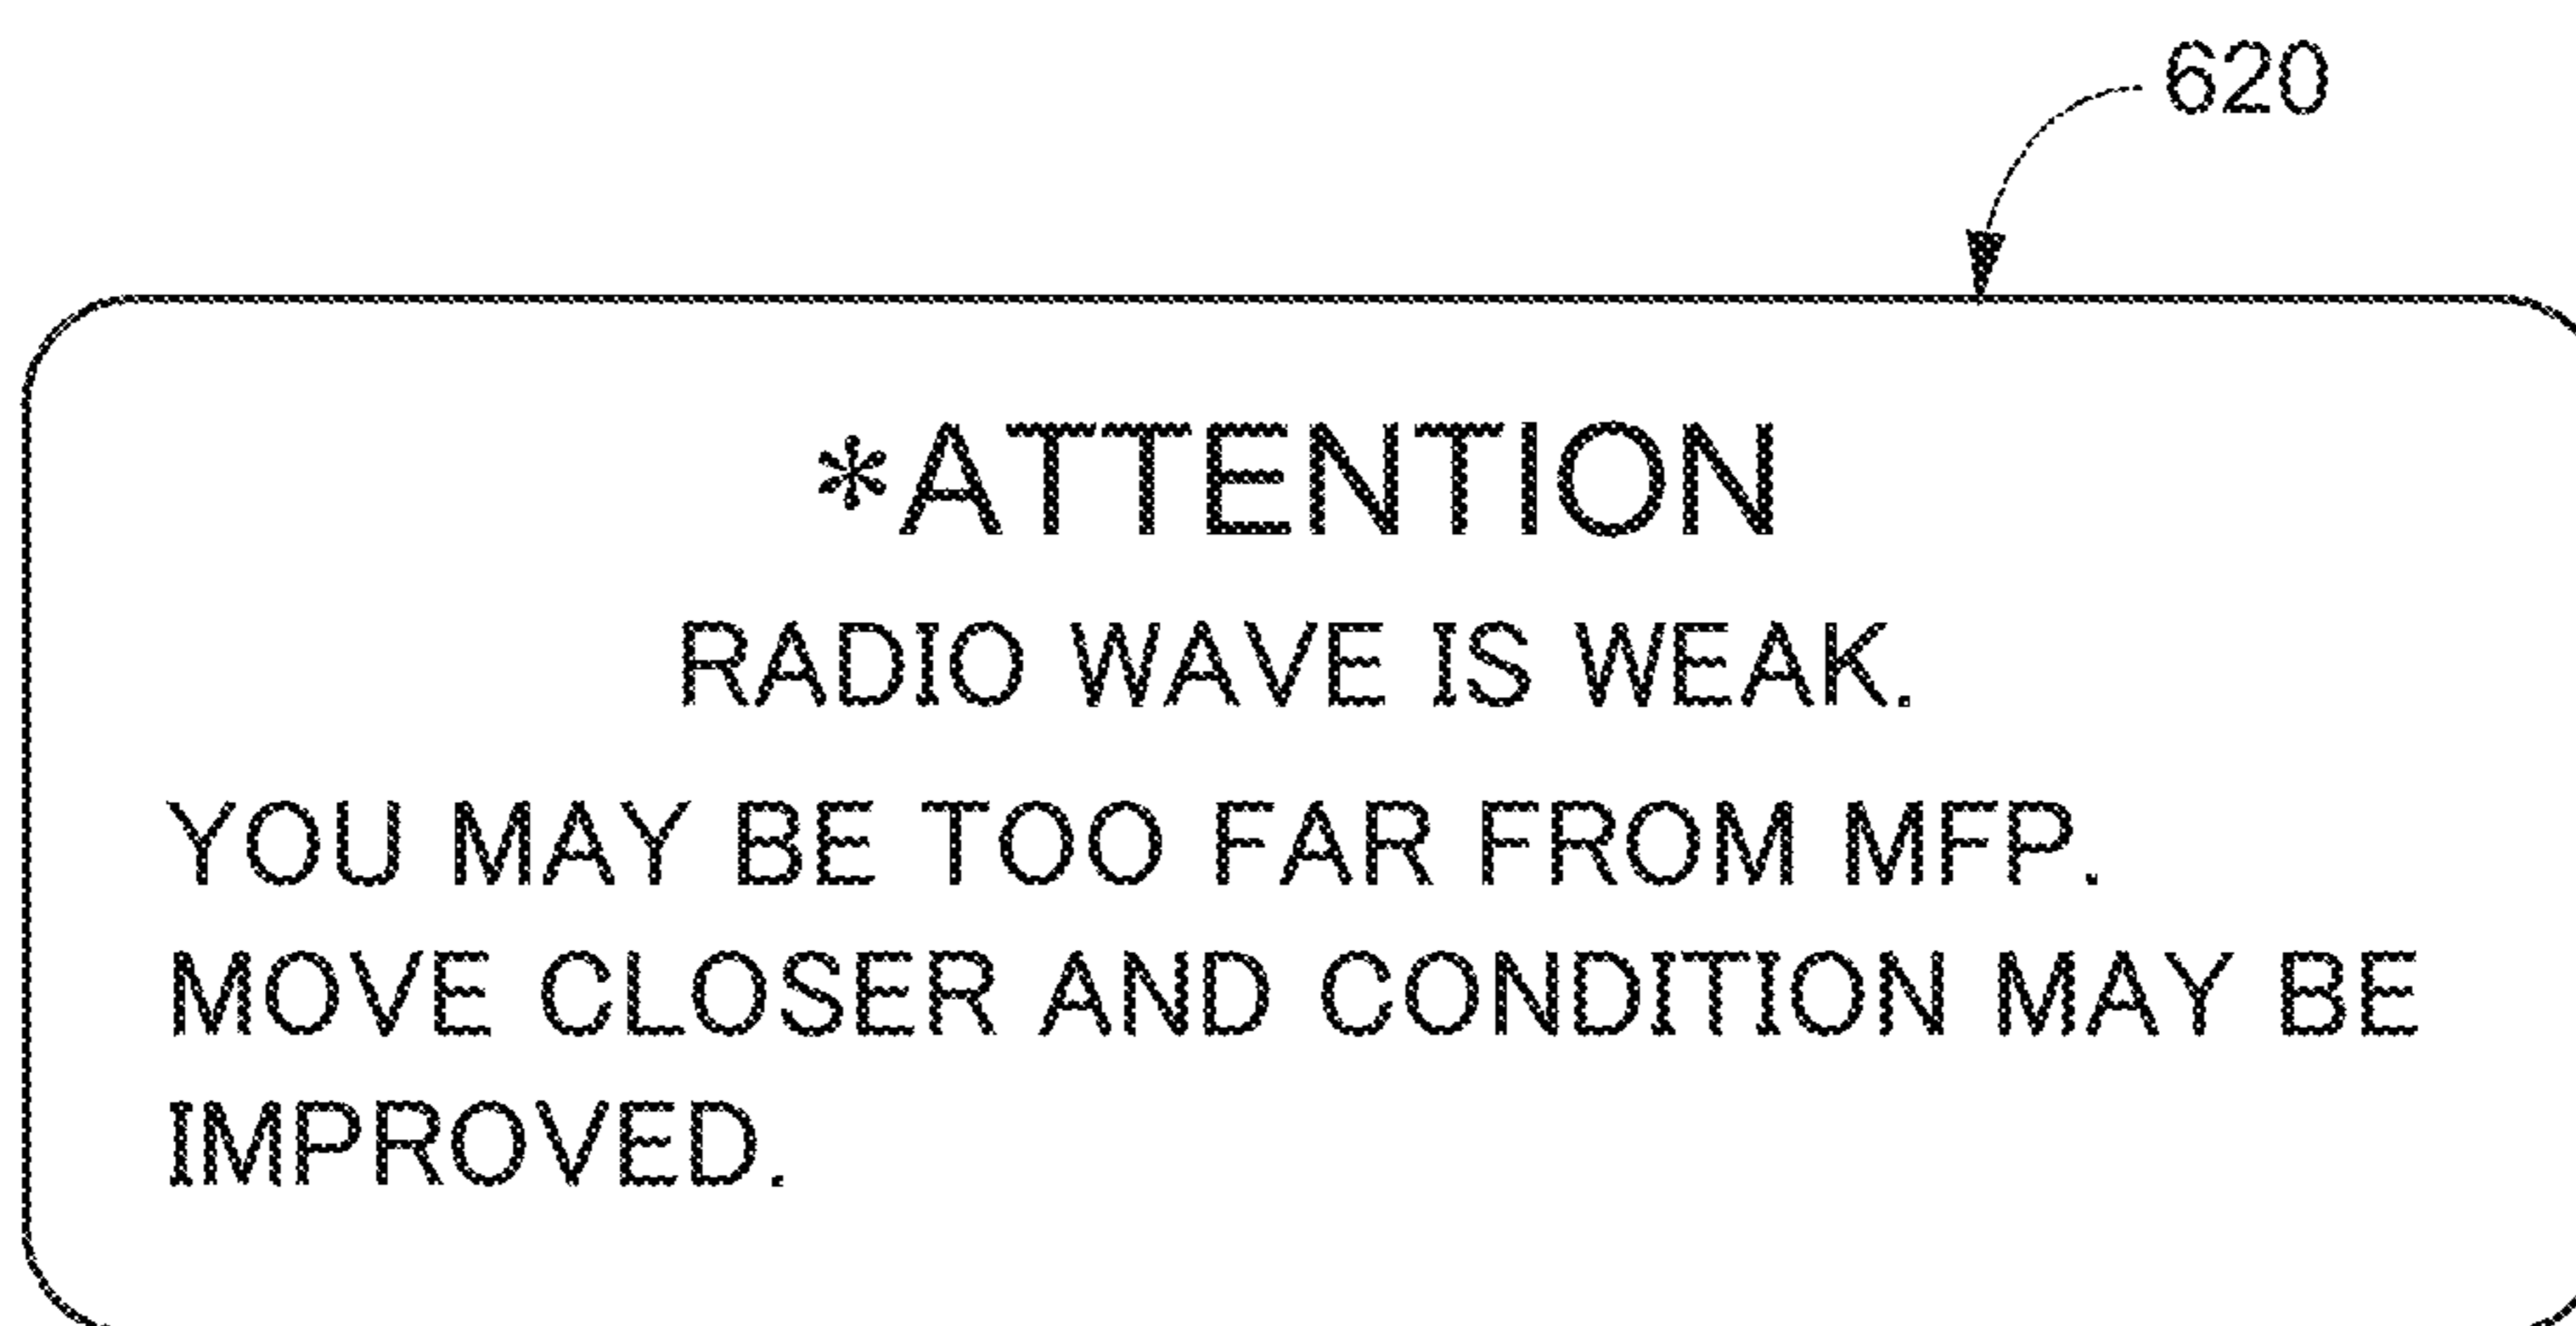 620
*ATTENTION
RADIO WAVE IS WEAK.
YOU MAY BE TOO FAR FROM MFP.
MOVE CLOSER AND CONDITION MAY BE
IMPROVED.